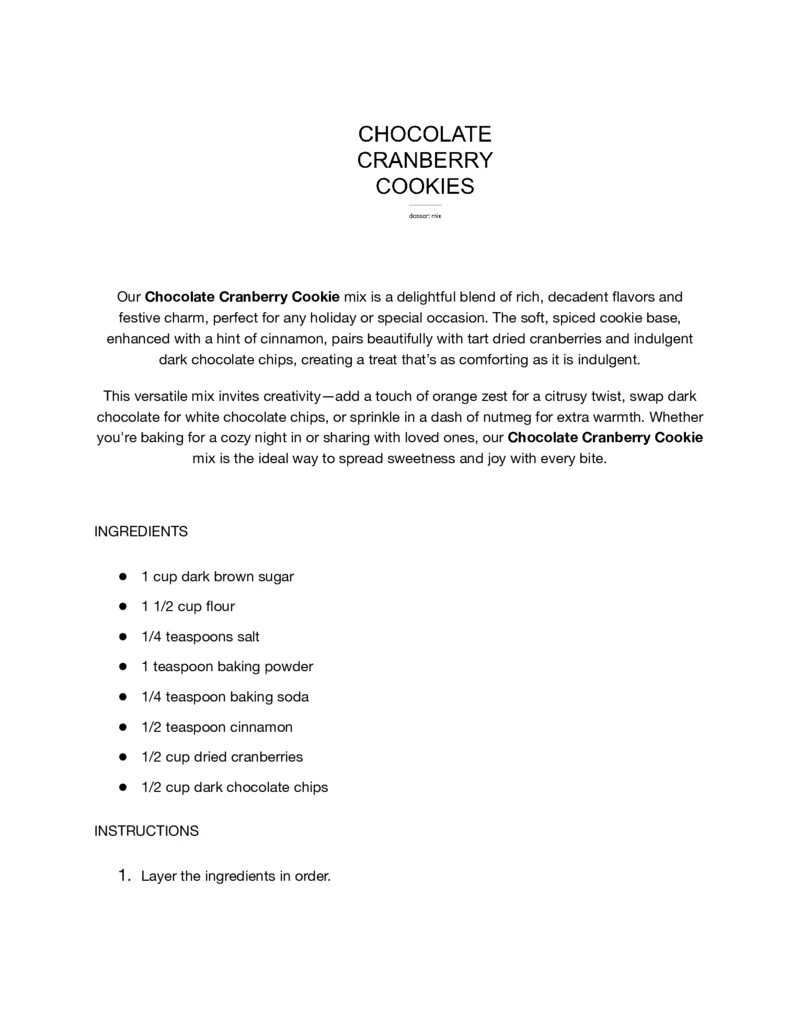 CHOCOLATE
CRANBERRY
COOKIES
dessert mix
Our Chocolate Cranberry Cookie mix is a delightful blend of rich, decadent flavors and
festive charm, perfect for any holiday or special occasion. The soft, spiced cookie base,
enhanced with a hint of cinnamon, pairs beautifully with tart dried cranberries and indulgent
dark chocolate chips, creating a treat that’s as comforting as it is indulgent.
This versatile mix invites creativity—add a touch of orange zest for a citrusy twist, swap dark
chocolate for white chocolate chips, or sprinkle in a dash of nutmeg for extra warmth. Whether
you're baking for a cozy night in or sharing with loved ones, our Chocolate Cranberry Cookie
mix is the ideal way to spread sweetness and joy with every bite.
INGREDIENTS
● 1 cup dark brown sugar
● 1 1/2 cup flour
● 1/4 teaspoons salt
● 1 teaspoon baking powder
● 1/4 teaspoon baking soda
● 1/2 teaspoon cinnamon
● 1/2 cup dried cranberries
● 1/2 cup dark chocolate chips
INSTRUCTIONS
1. Layer the ingredients in order.